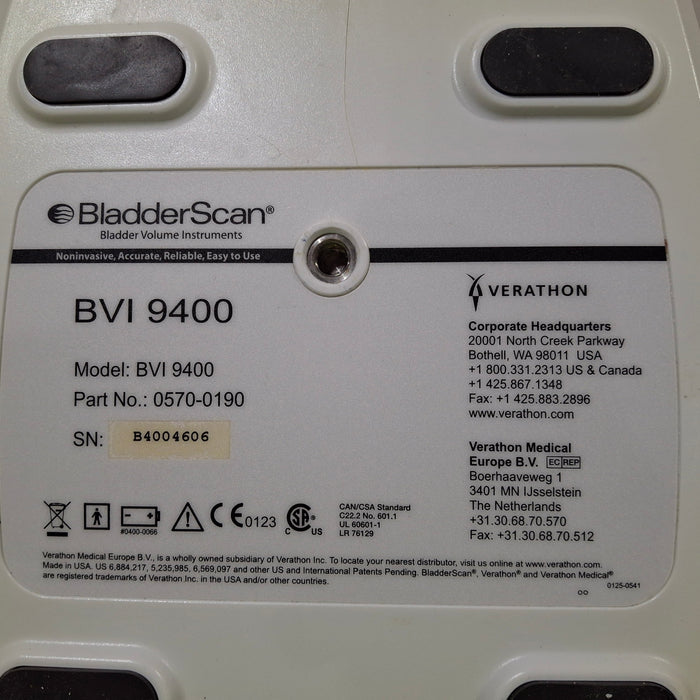 BladderScan®
Bladder Volume Instruments
Noninvasive, Accurate, Reliable, Easy to Use
BVI 9400
Model: BVI 9400
Part No.: 0570-0190
SN: B4004606
VERATHON
Corporate Headquarters
20001 North Creek Parkway
Bothell, WA 98011 USA
+1 800.331.2313 US & Canada
+1 425.867.1348
Fax: +1 425.883.2896
www.verathon.com
Verathon Medical
Europe B.V. EC REP
Boerhaaveweg 1
3401 MN IJsselstein
The Netherlands
+31.30.68.70.570
Fax: +31.30.68.70.512
#0400-0066
CE 0123
C SA US
CAN/CSA Standard
C22.2 No. 601.1
UL 60601-1
LR 76129
Verathon Medical Europe B.V., is a wholly owned subsidiary of Verathon Inc. To locate your nearest distributor, visit us online at www.verathon.com.
Made in USA. US 6,884,217, 5,235,985, 6,569,097 and other US and International Patents Pending. BladderScan®, Verathon® and Verathon Medical®
are registered trademarks of Verathon Inc. in the USA and/or other countries.
0125-0541
00